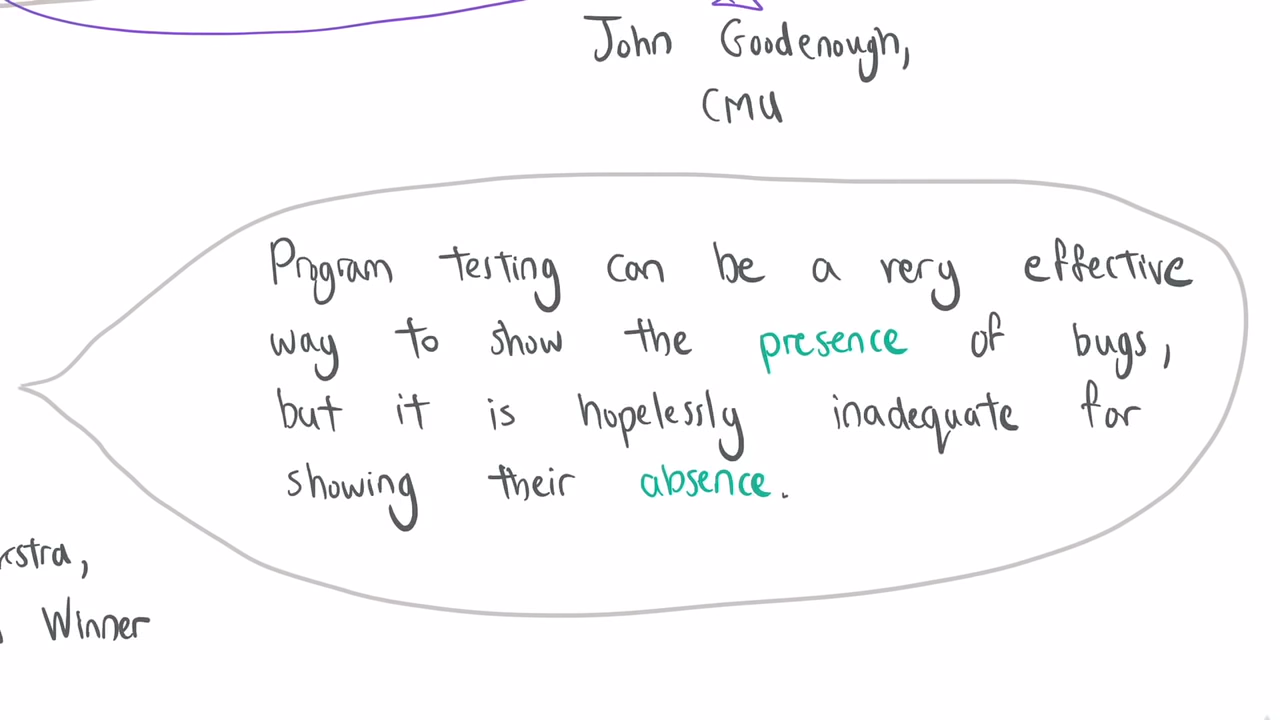 John Goodenough,
CMU
Program testing can be a very effective
way to show the presence of bugs,
but it is hopelessly inadequate for
showing their absence.
kstra,
Winner